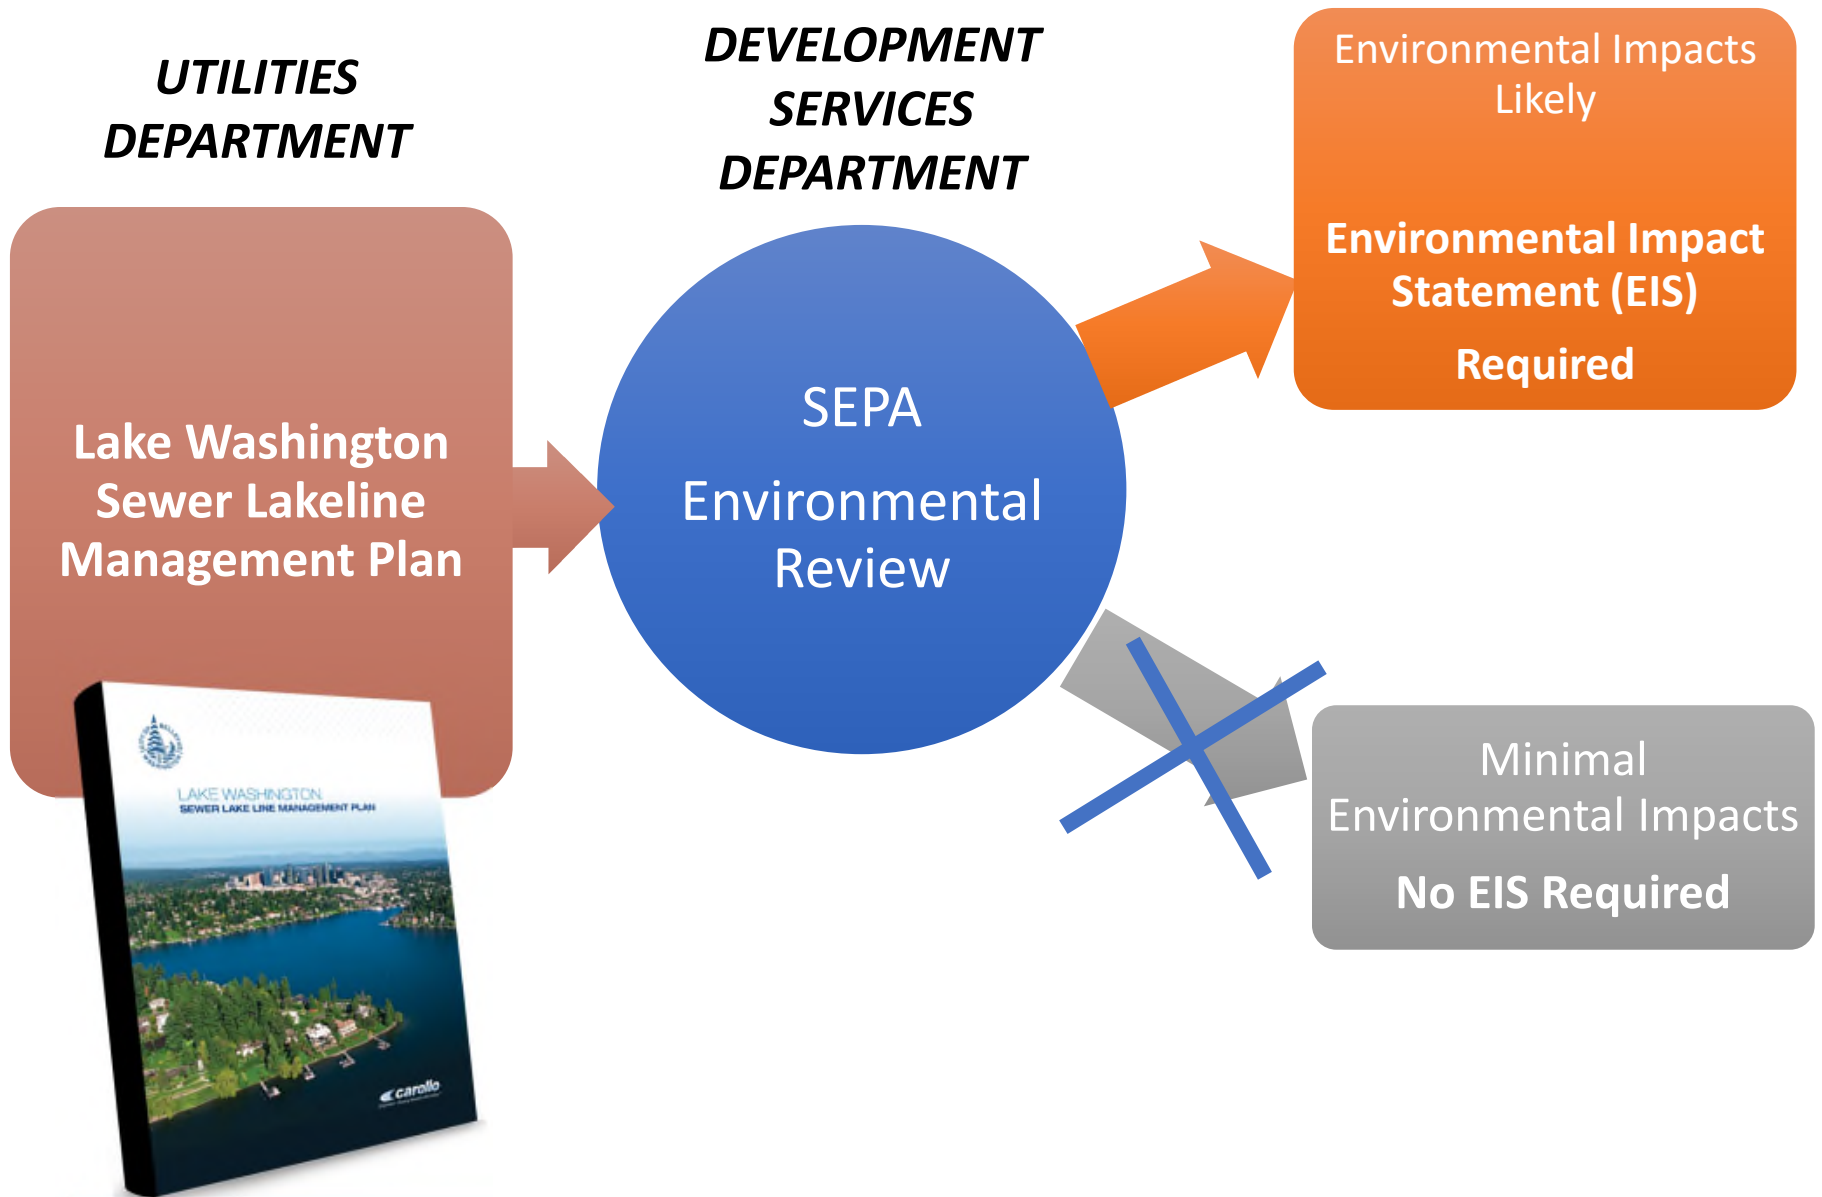 UTILITIES
DEPARTMENT
DEVELOPMENT
SERVICES
DEPARTMENT
Lake Washington
Sewer Lakeline
Management Plan
LAKE WASHINGTON
SEWER LAKE LINE MANAGEMENT PLAN
carollo
SEPA
Environmental
Review
Environmental Impacts
Likely
Environmental Impact
Statement (EIS)
Required
Minimal
Environmental Impacts
No EIS Required